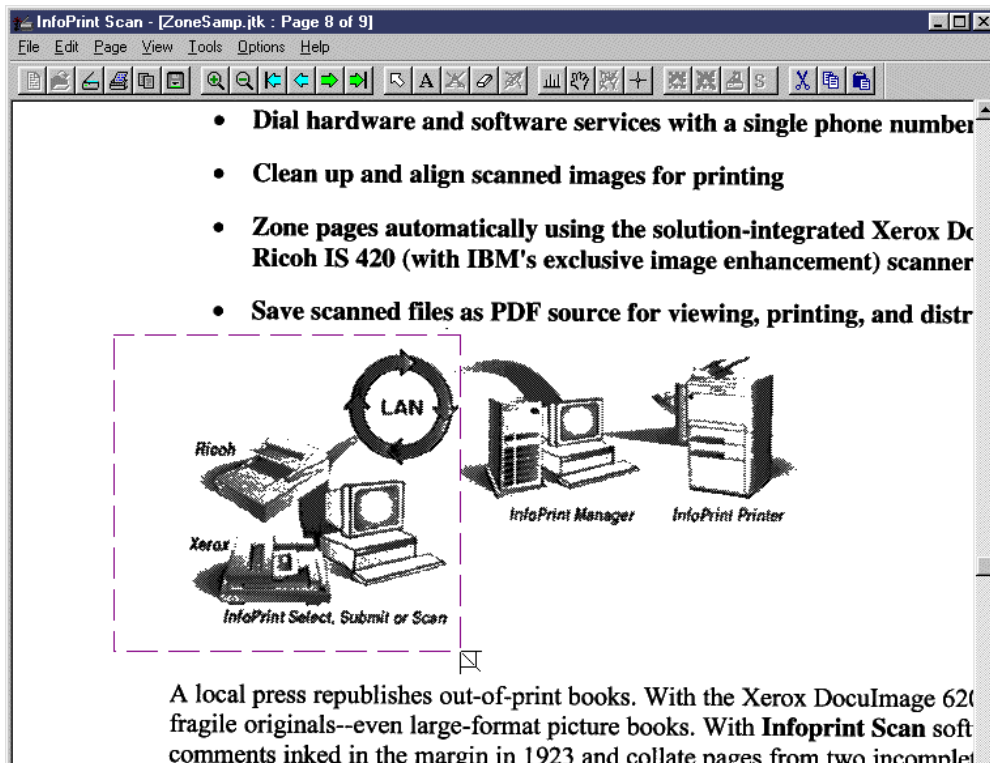 InfoPrint Scan - [ZoneSamp.jtk : Page 8 of 9]
File Edit Page View Tools Options Help
A S
• Dial hardware and software services with a single phone number
• Clean up and align scanned images for printing
• Zone pages automatically using the solution-integrated Xerox Do
Ricoh IS 420 (with IBM's exclusive image enhancement) scanner
• Save scanned files as PDF source for viewing, printing, and distr
LAN
Ricoh
InfoPrint Manager InfoPrint Printer
Xerox
InfoPrint Select, Submit or Scan
A local press republishes out-of-print books. With the Xerox DocuImage 620
fragile originals--even large-format picture books. With Infoprint Scan soft
comments inked in the margin in 1923 and collate pages from two incomplet